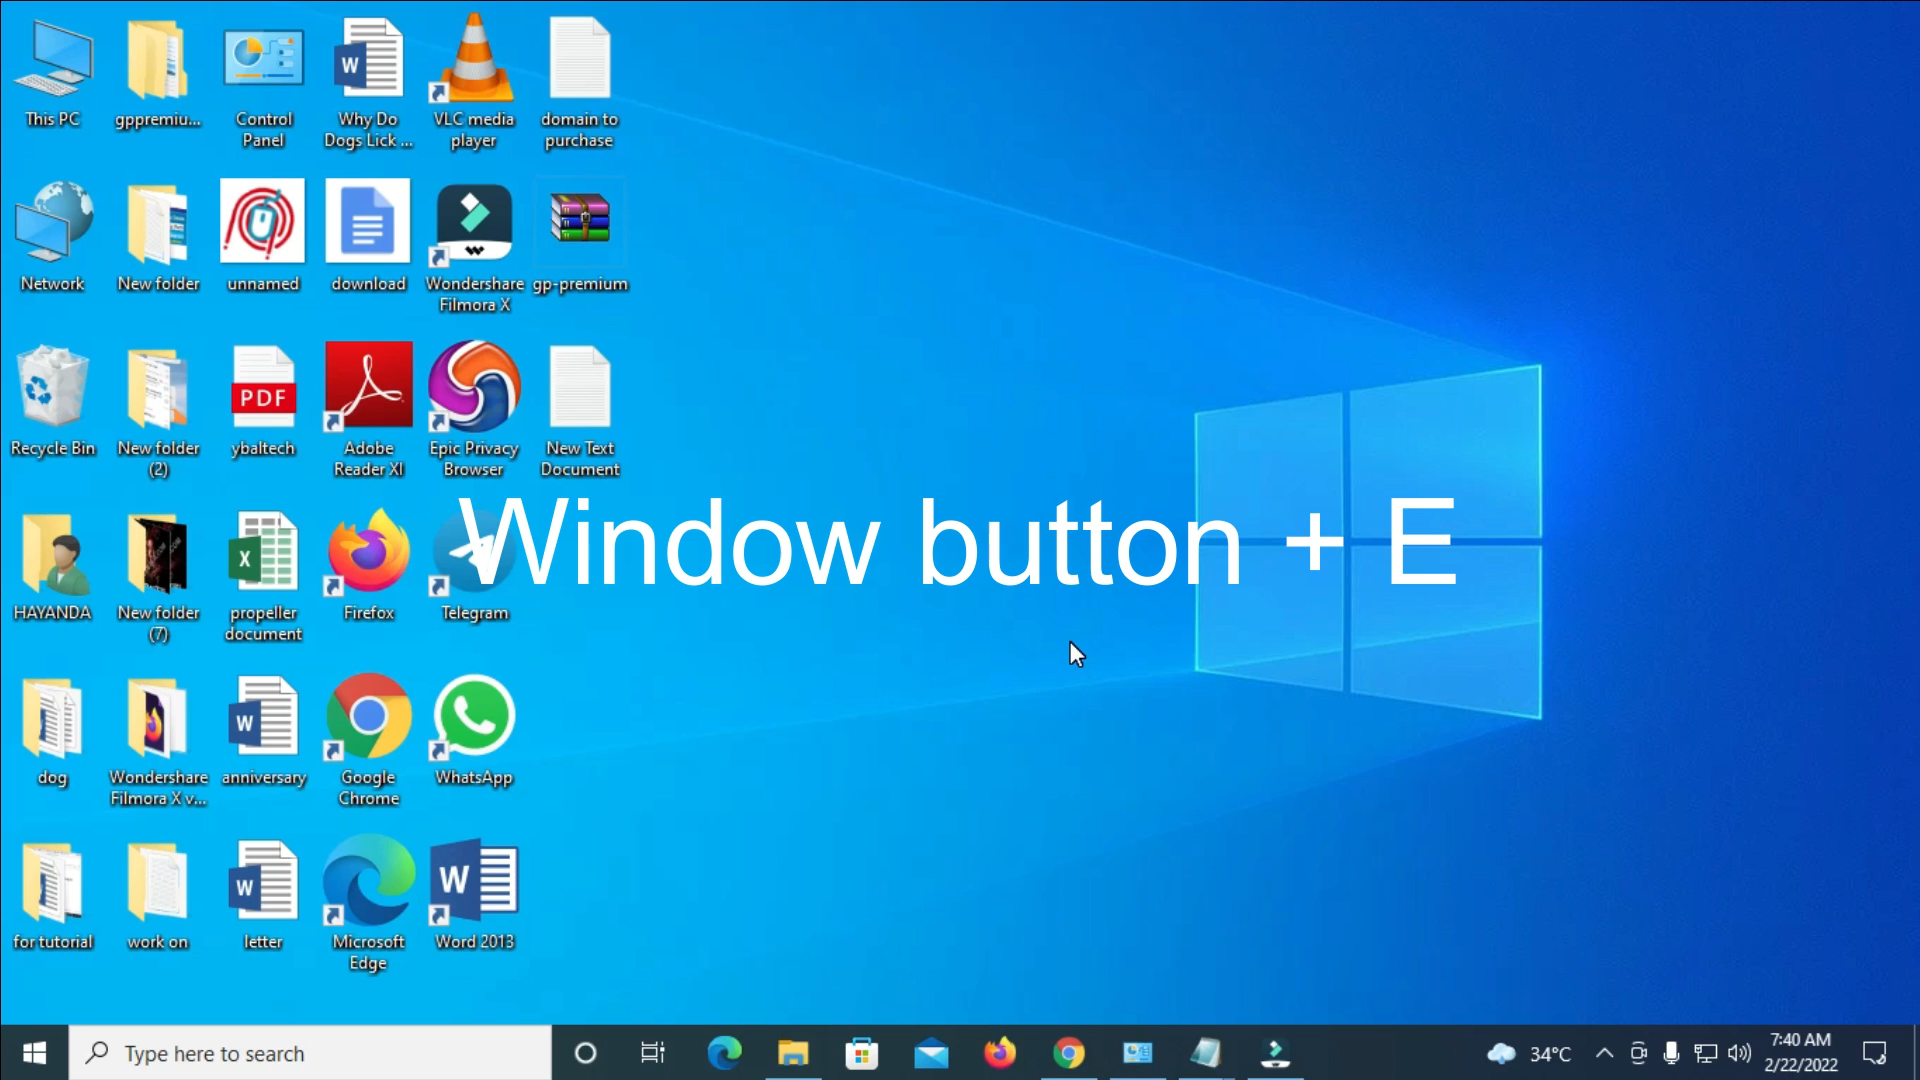 This PC
gppremiu...
Control
Panel
Why Do
Dogs Lick ...
VLC media
player
domain to
purchase
Network
New folder
unnamed
download
Wondershare
Filmora X
gp-premium
Recycle Bin
New folder
(2)
PDF
ybaltech
Adobe
Reader XI
Epic Privacy
Browser
New Text
Document
Window button + E
HAYANDA
New folder
(7)
propeller
document
Firefox
Telegram
dog
Wondershare
Filmora X v...
anniversary
Google
Chrome
WhatsApp
for tutorial
work on
letter
Microsoft
Edge
Word 2013
Type here to search
34°C
7:40 AM
2/22/2022